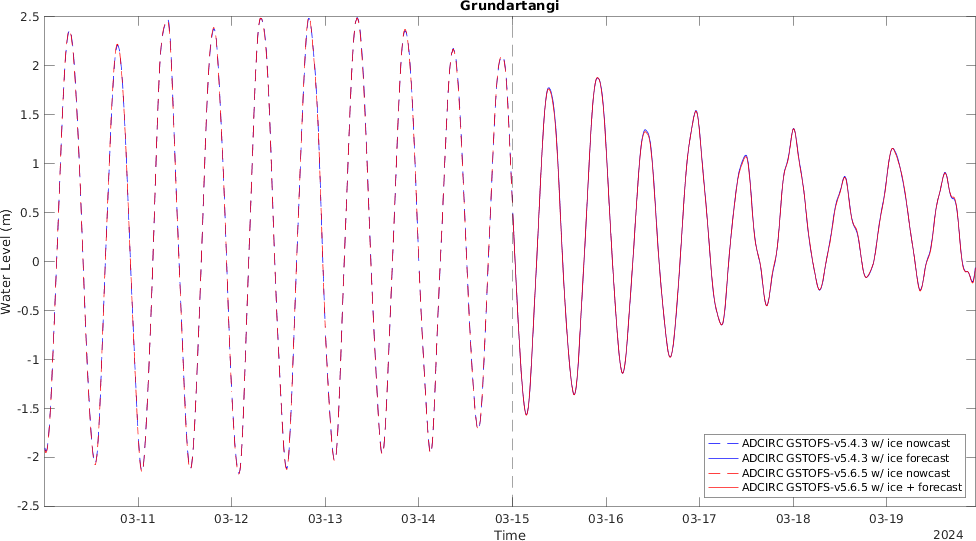 Grundartangi
2.5
2
1.5
1
0.5
0
-0.5
-1
-1.5
-2
-2.5
Water Level (m)
03-11 03-12 03-13 03-14 03-15 03-16 03-17 03-18 03-19
Time
2024
ADCIRC GSTOFS-v5.4.3 w/ ice nowcast
ADCIRC GSTOFS-v5.4.3 w/ ice forecast
ADCIRC GSTOFS-v5.6.5 w/ ice nowcast
ADCIRC GSTOFS-v5.6.5 w/ ice + forecast